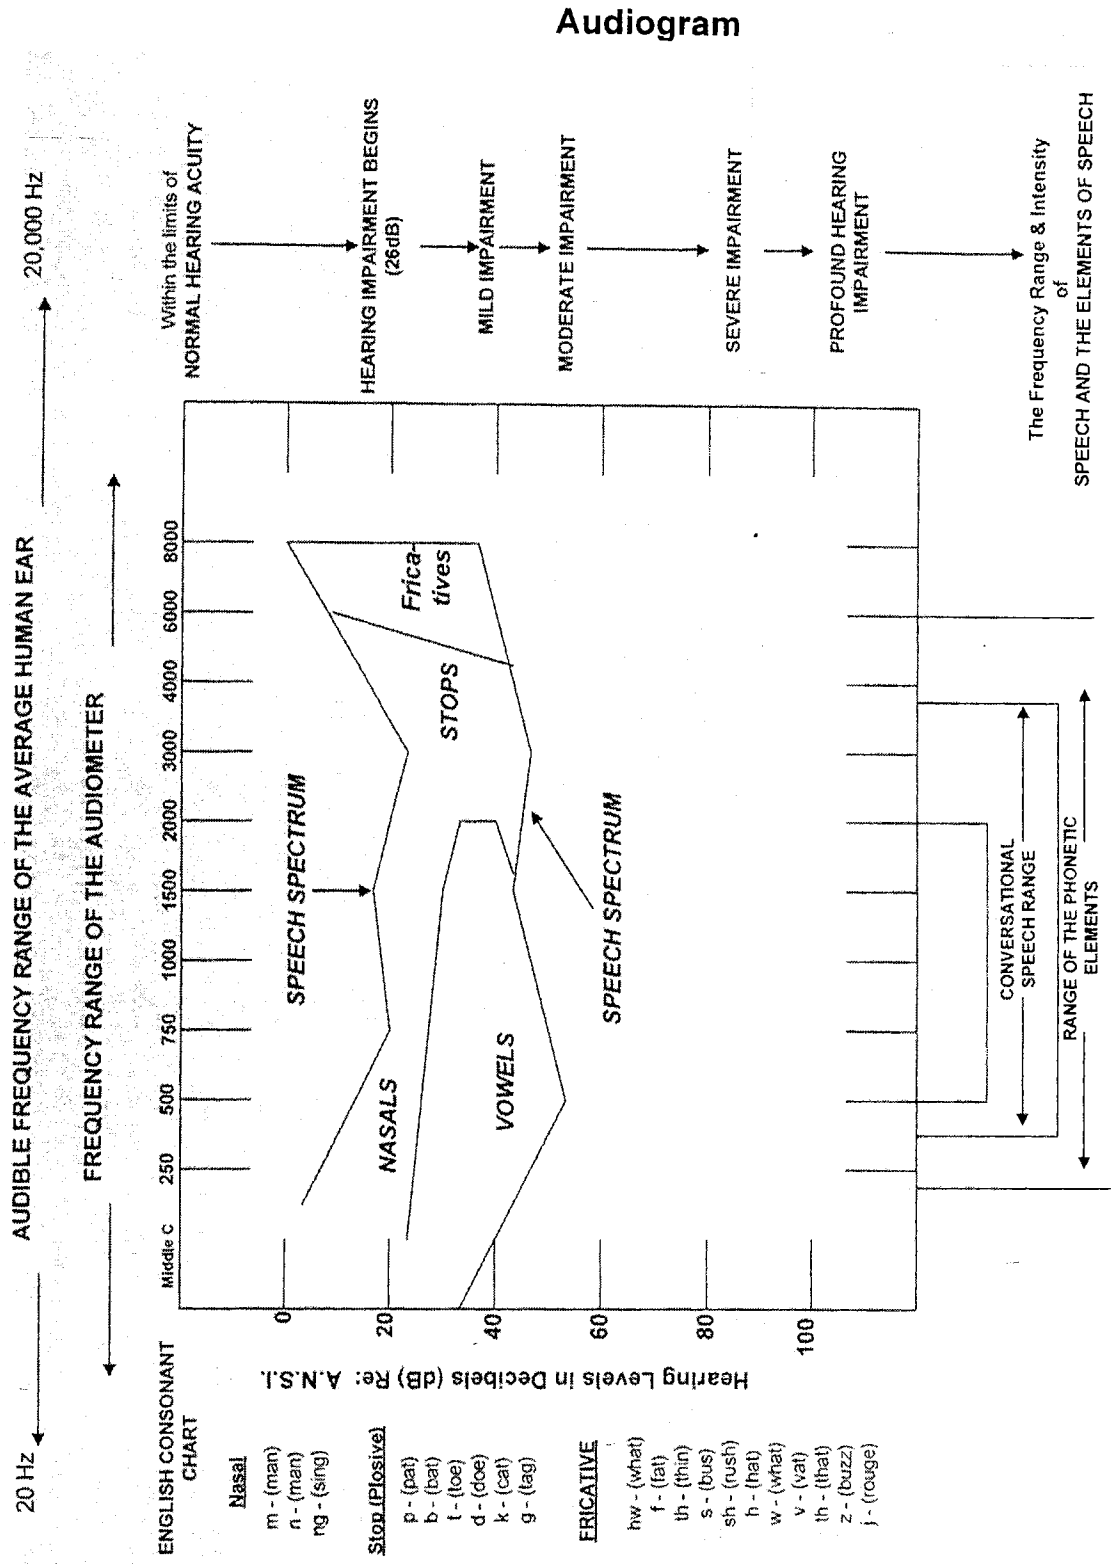 Audiogram
20 Hz
AUDIBLE FREQUENCY RANGE OF THE AVERAGE HUMAN EAR
20,000 Hz
FREQUENCY RANGE OF THE AUDIOMETER
ENGLISH CONSONANT
CHART
Nasal
m - (man)
n - (man)
ng - (sing)
Stop (Plosive)
p - (pat)
b - (bat)
t - (toe)
d - (doe)
k - (cat)
g - (tag)
FRICATIVE
hw - (what)
f - (fat)
th - (thin)
s - (bus)
sh - (rush)
h - (hat)
w - (what)
v - (vat)
th - (that)
z - (buzz)
j - (rouge)
Hearing Levels in Decibels (dB) Re: A.N.S.I.
Middle C 250 500 750 1000 1500 2000 3000 4000 6000 8000
0
20
40
60
80
100
SPEECH SPECTRUM
NASALS
VOWELS
STOPS
Frica-
tives
SPEECH SPECTRUM
Within the limits of
NORMAL HEARING ACUITY
HEARING IMPAIRMENT BEGINS
(26dB)
MILD IMPAIRMENT
MODERATE IMPAIRMENT
SEVERE IMPAIRMENT
PROFOUND HEARING
IMPAIRMENT
CONVERSATIONAL
SPEECH RANGE
RANGE OF THE PHONETIC
ELEMENTS
The Frequency Range & Intensity
of
SPEECH AND THE ELEMENTS OF SPEECH